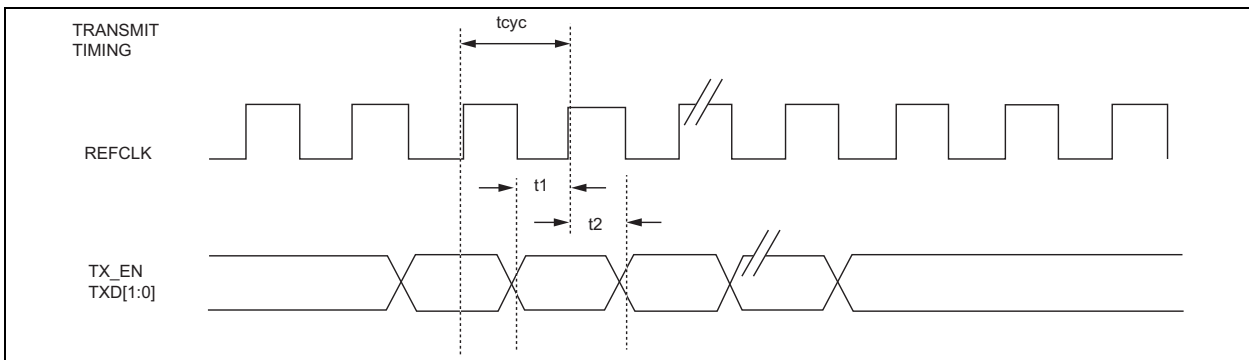 TRANSMIT
TIMING
tcyc
REFCLK
t1
t2
TX_EN
TXD[1:0]